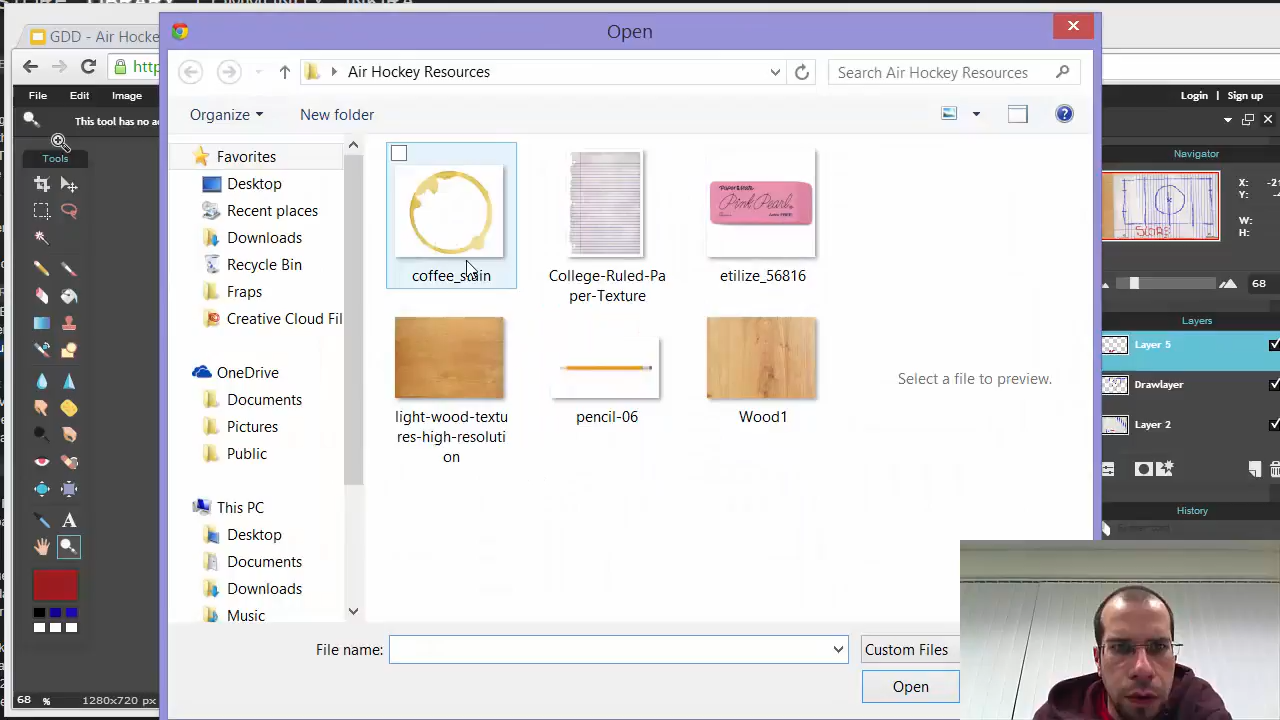 GDD - Air Hocke
Open
http
Air Hockey Resources
Search Air Hockey Resources
File Edit Image
Login | Sign up
Organize
New folder
This tool has no ad
Tools
Navigator
Favorites
Desktop
Recent places
Downloads
Recycle Bin
Fraps
Creative Cloud Fil
OneDrive
Documents
Pictures
Public
This PC
Desktop
Documents
Downloads
Music
coffee_stain
College-Ruled-Pa
per-Texture
etilize_56816
Pink Pearl
light-wood-textu
res-high-resoluti
on
pencil-06
Wood1
Select a file to preview.
X: -2
Y:
W:
H:
SCORE
68
Layers
Layer 5
Drawlayer
Layer 2
History
File name:
Custom Files
Open
68 %
1280x720 px